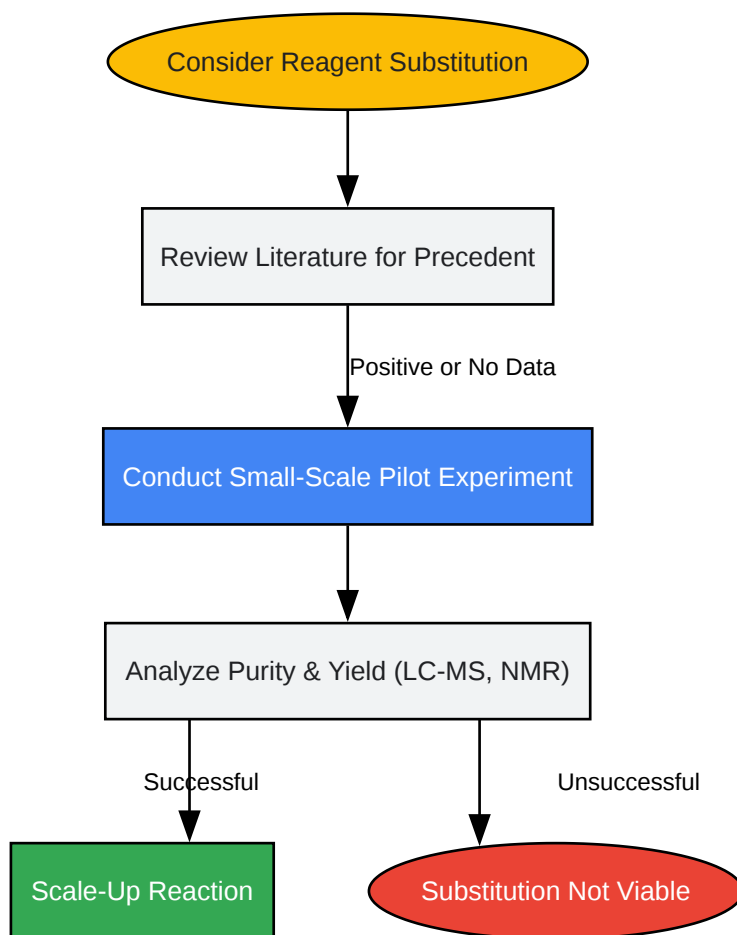 Consider Reagent Substitution
Review Literature for Precedent
Positive or No Data
Conduct Small-Scale Pilot Experiment
Analyze Purity & Yield (LC-MS, NMR)
Successful
Unsuccessful
Scale-Up Reaction
Substitution Not Viable